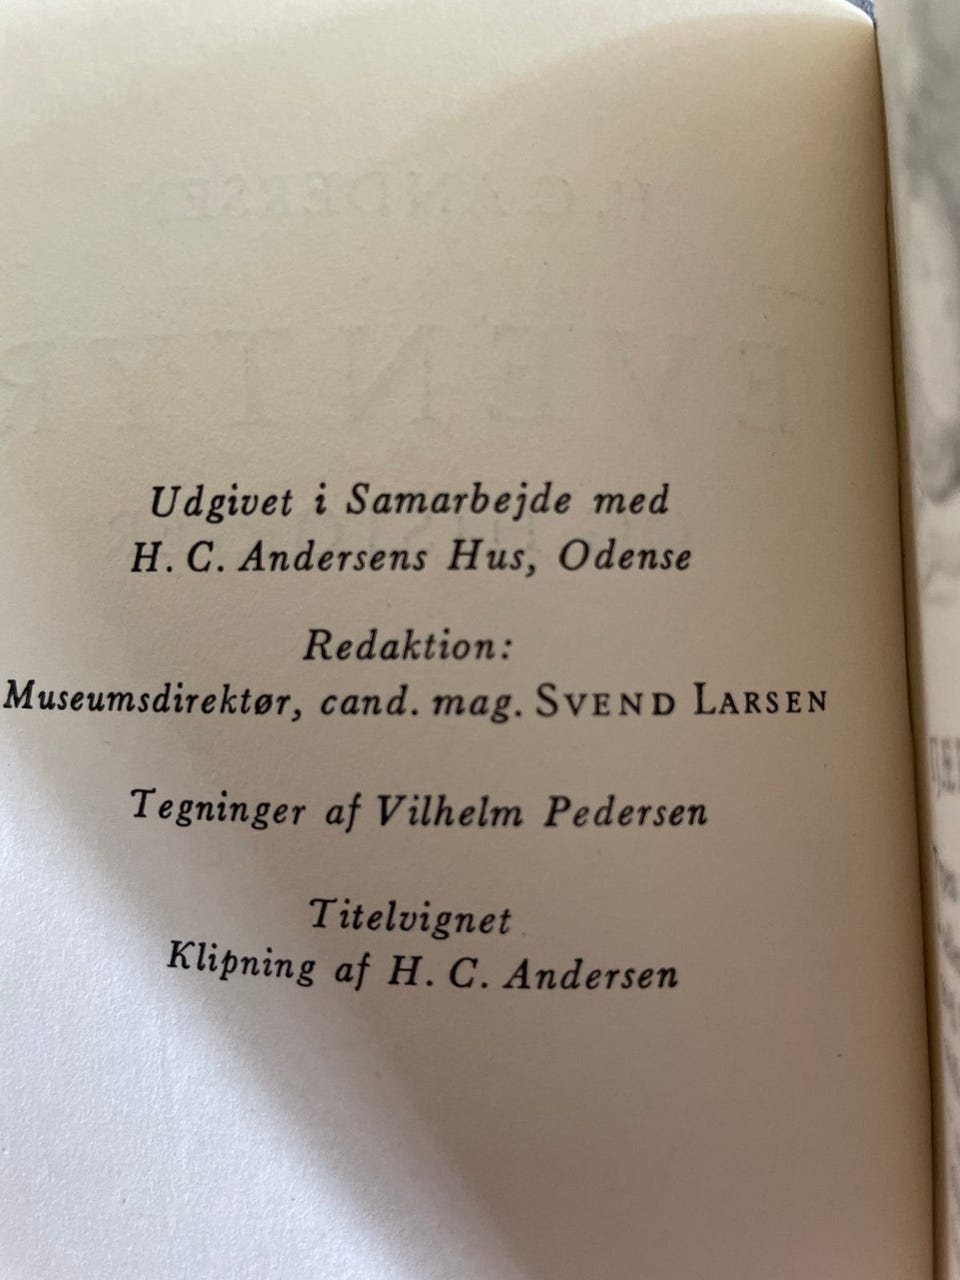 Udgivet i Samarbejde med
H. C. Andersens Hus, Odense
Redaktion:
Museumsdirektør, cand. mag. SVEND LARSEN
Tegninger af Vilhelm Pedersen
Titelvignet
Klipning af H. C. Andersen